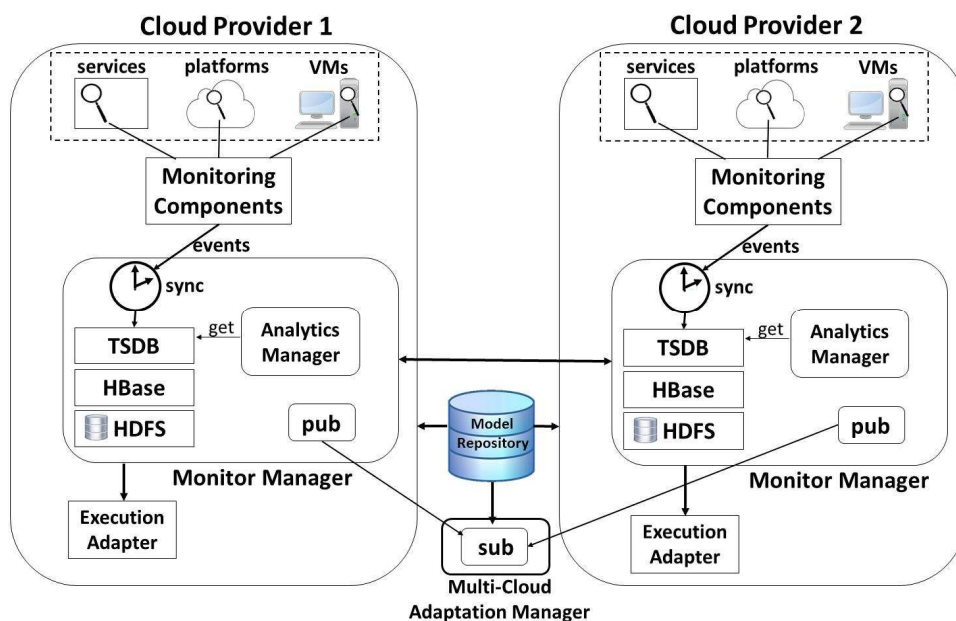 Cloud Provider 1
services
platforms
VMs
Monitoring
Components
events
sync
TSDB
get
Analytics
Manager
HBase
HDFS
pub
Monitor Manager
Execution
Adapter
Model
Repository
sub
Multi-Cloud
Adaptation Manager
Cloud Provider 2
services
platforms
VMs
Monitoring
Components
events
sync
TSDB
get
Analytics
Manager
HBase
HDFS
pub
Monitor Manager
Execution
Adapter